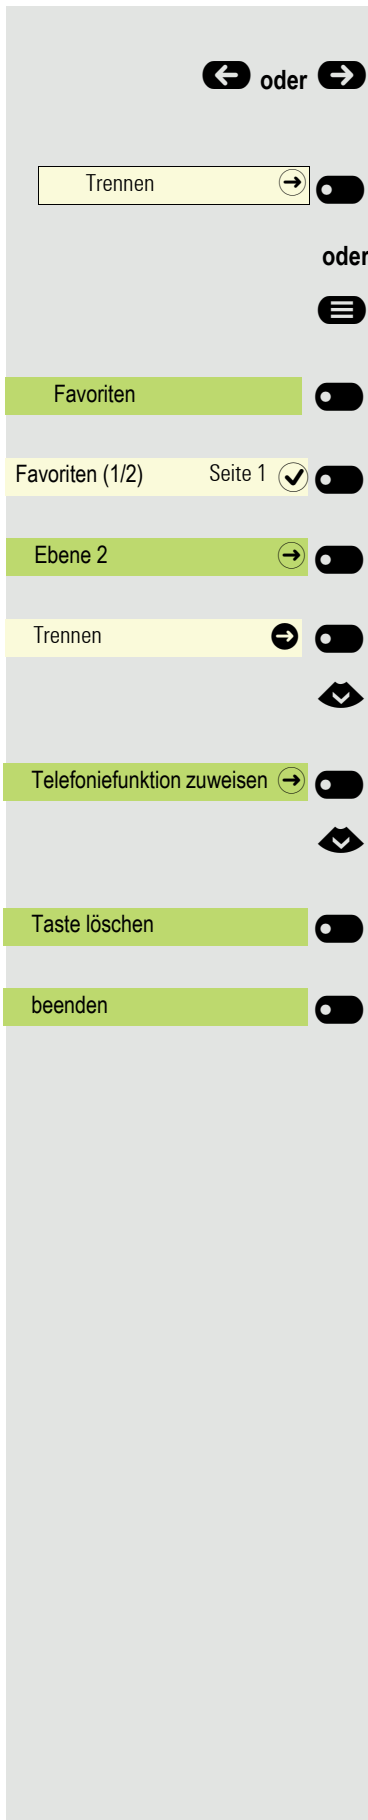 oder
Trennen
oder
Favoriten
Favoriten (1/2) Seite 1
Ebene 2
Trennen
Telefoniefunktion zuweisen
Taste löschen
beenden